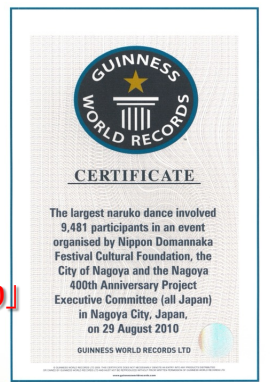 GUINNESS
WORLD RECORDS
CERTIFICATE
The largest naruko dance involved
9,481 participants in an event
organised by Nippon Domannaka
Festival Cultural Foundation, the
City of Nagoya and the Nagoya
400th Anniversary Project
Executive Committee (all Japan)
in Nagoya City, Japan,
on 29 August 2010
」
GUINNESS WORLD RECORDS LTD